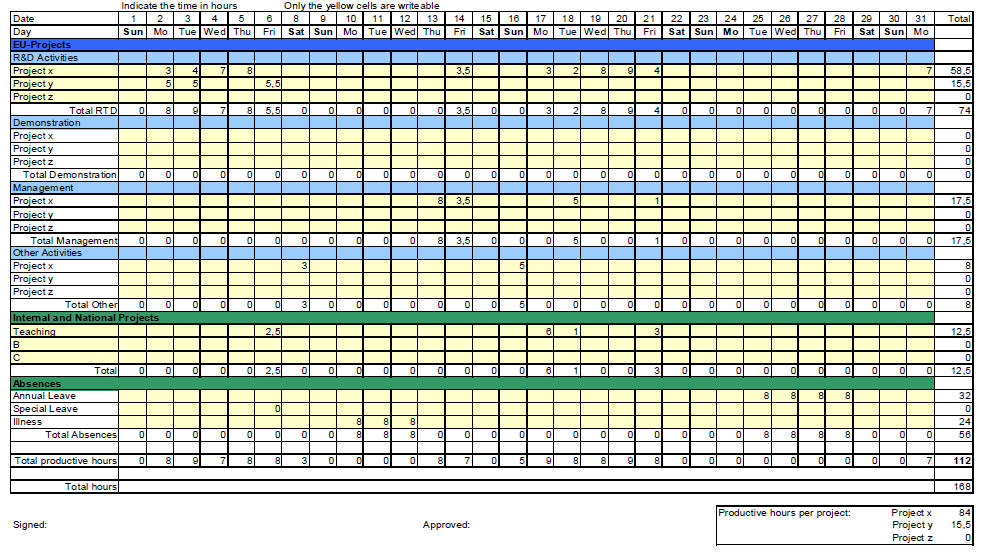 Indicate the time in hours Only the yellow cells are writeable
Date 1 2 3 4 5 6 8 9 10 11 12 13 14 15 16 17 18 19 20 21 22 23 24 25 26 27 28 29 30 31 Total
Day Sun Mo Tue Wed Thu Fri Sat Sun Mo Tue Wed Thu Fri Sat Sun Mo Tue Wed Thu Fri Sat Sun Mo Tue Wed Thu Fri Sat Sun Mo
EU-Projects
R&D Activities
Project x 3 4 7 8 3,5 3 2 8 9 4 7 58,5
Project y 5 5 5,5 15,5
Project z 0
Total RTD 0 8 9 7 8 5,5 0 0 0 0 0 0 3,5 0 0 3 2 8 9 4 0 0 0 0 0 0 0 0 0 7 74
Demonstration
Project x 0
Project y 0
Project z 0
Total Demonstration 0 0 0 0 0 0 0 0 0 0 0 0 0 0 0 0 0 0 0 0 0 0 0 0 0 0 0 0 0 0 0
Management
Project x 8 3,5 5 1 17,5
Project y 0
Project z 0
Total Management 0 0 0 0 0 0 0 0 0 0 0 8 3,5 0 0 0 5 0 0 1 0 0 0 0 0 0 0 0 0 0 17,5
Other Activities
Project x 3 5 8
Project y 0
Project z 0
Total Other 0 0 0 0 0 0 3 0 0 0 0 0 0 0 5 0 0 0 0 0 0 0 0 0 0 0 0 0 0 0 8
Internal and National Projects
Teaching 2,5 6 1 3 12,5
B 0
C 0
Total 0 0 0 0 0 2,5 0 0 0 0 0 0 0 0 0 6 1 0 0 3 0 0 0 0 0 0 0 0 0 0 12,5
Absences
Annual Leave 8 8 8 8 32
Special Leave 0 0
Illness 8 8 8 24
Total Absences 0 0 0 0 0 0 0 0 8 8 8 0 0 0 0 0 0 0 0 0 0 0 0 8 8 8 8 0 0 0 56
Total productive hours 0 8 9 7 8 8 3 0 0 0 0 8 7 0 5 9 8 8 9 8 0 0 0 0 0 0 0 0 0 7 112
Total hours 168
Productive hours per project: Project x 84
Signed: Approved: Project y 15,5
Project z 0